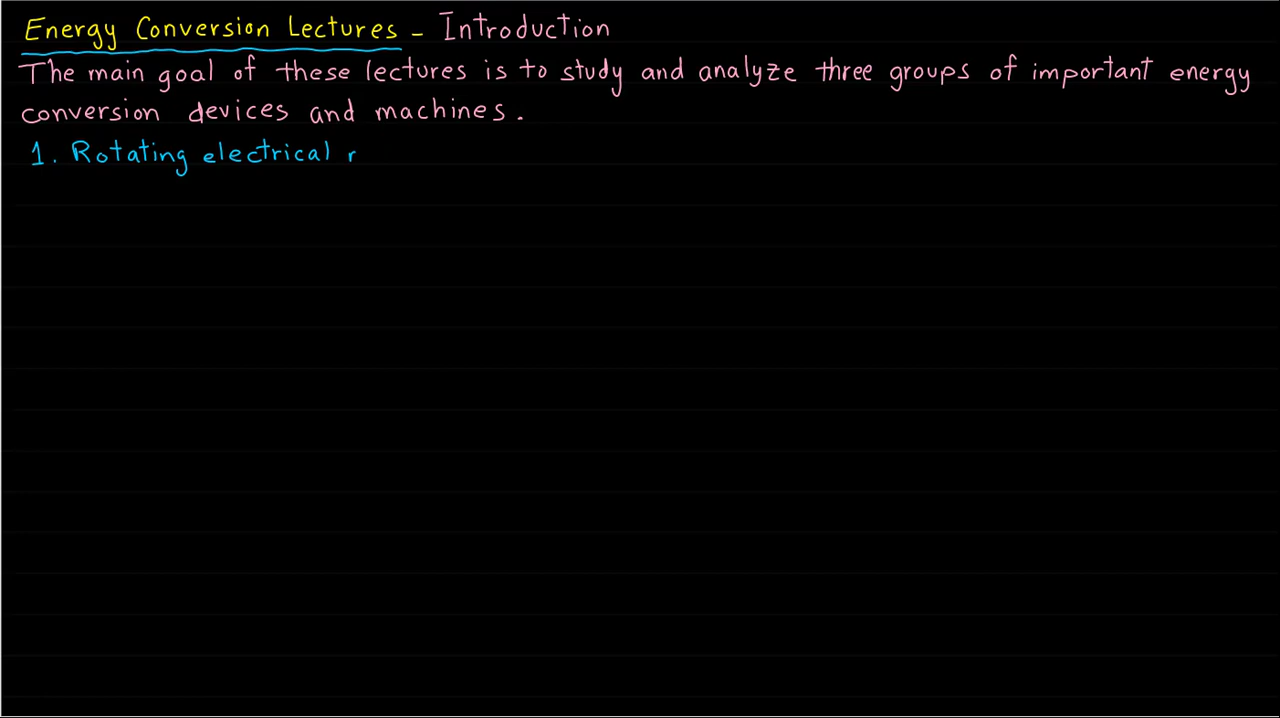 Energy Conversion Lectures - Introduction
The main goal of these lectures is to study and analyze three groups of important energy
conversion devices and machines.
1. Rotating electrical